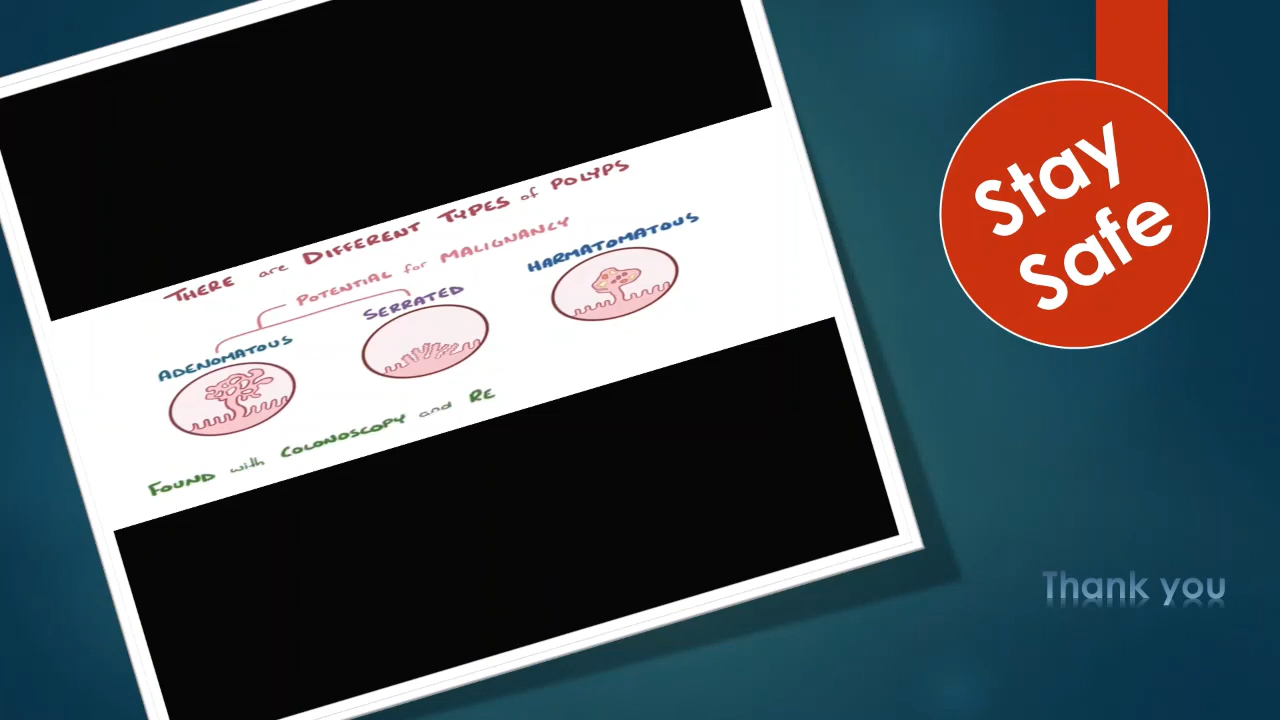 THERE are DIFFERENT TYPES of POLYPS
POTENTIAL for MALIGNANCY
ADENOMATOUS
SERRATED
HARMATOMATOUS
FOUND with COLONOSCOPY and RE
Stay
Safe
Thank you